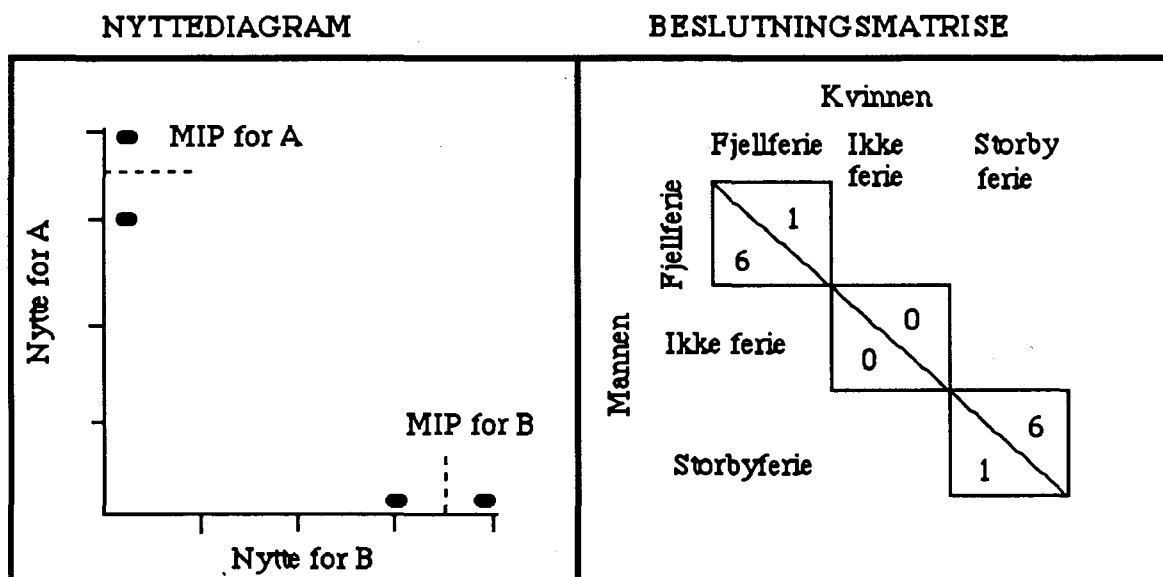 NYTTEDIAGRAM
MIP for A
Nytte for A
MIP for B
Nytte for B
BESLUTNINGSMATRISE
Kvinnen
Fjellferie Ikke ferie Storby ferie
Mannen
Fjellferie
1
6
Ikke ferie
0
0
Storbyferie
6
1